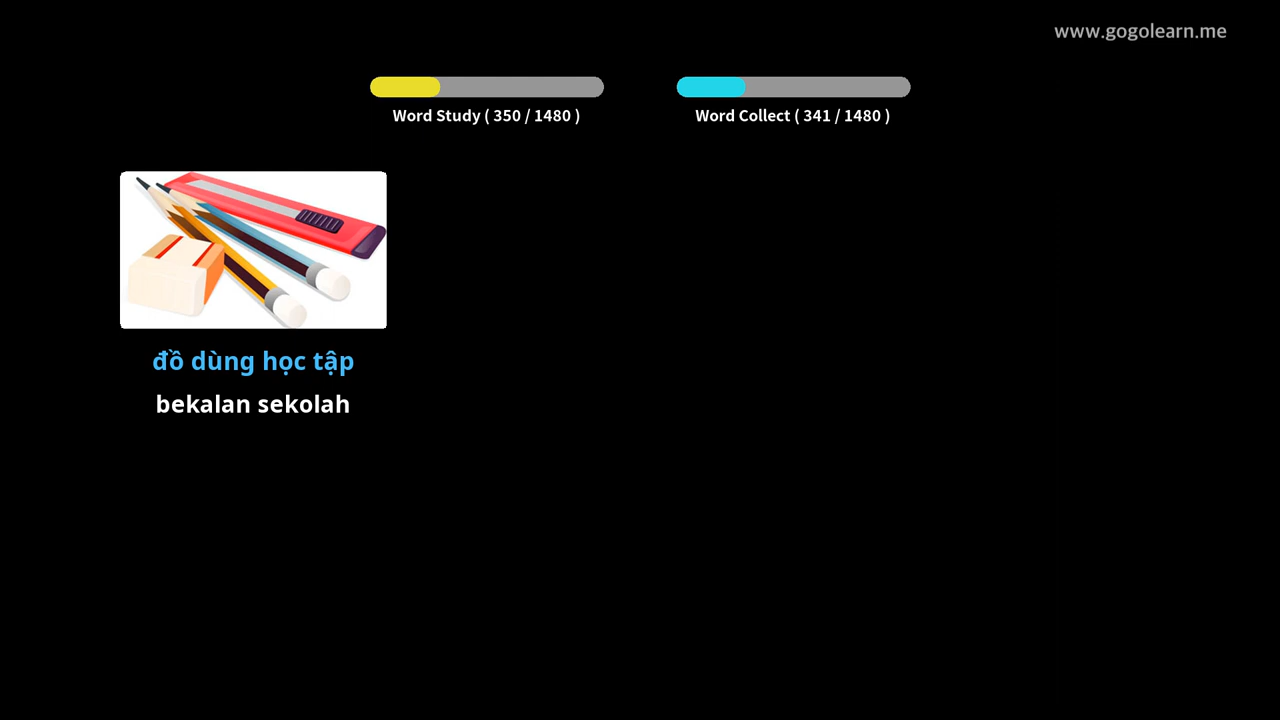 www.gogolearn.me
Word Study ( 350 / 1480 )
Word Collect ( 341 / 1480 )
đồ dùng học tập
bekalan sekolah